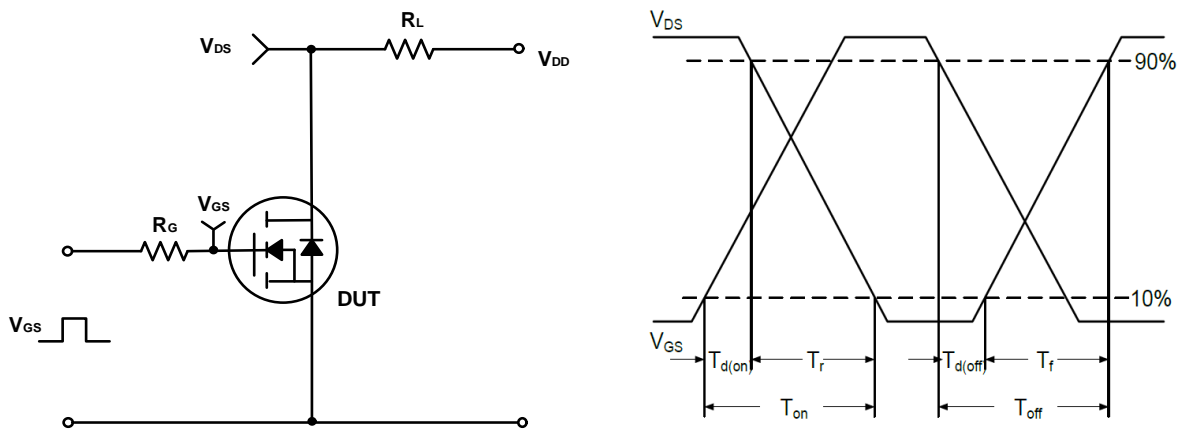 RL
VDS
VDD
VGS
RG
DUT
VGS
VDS
90%
10%
VGS
Td(on)
Tr
Td(off)
Tf
Ton
Toff